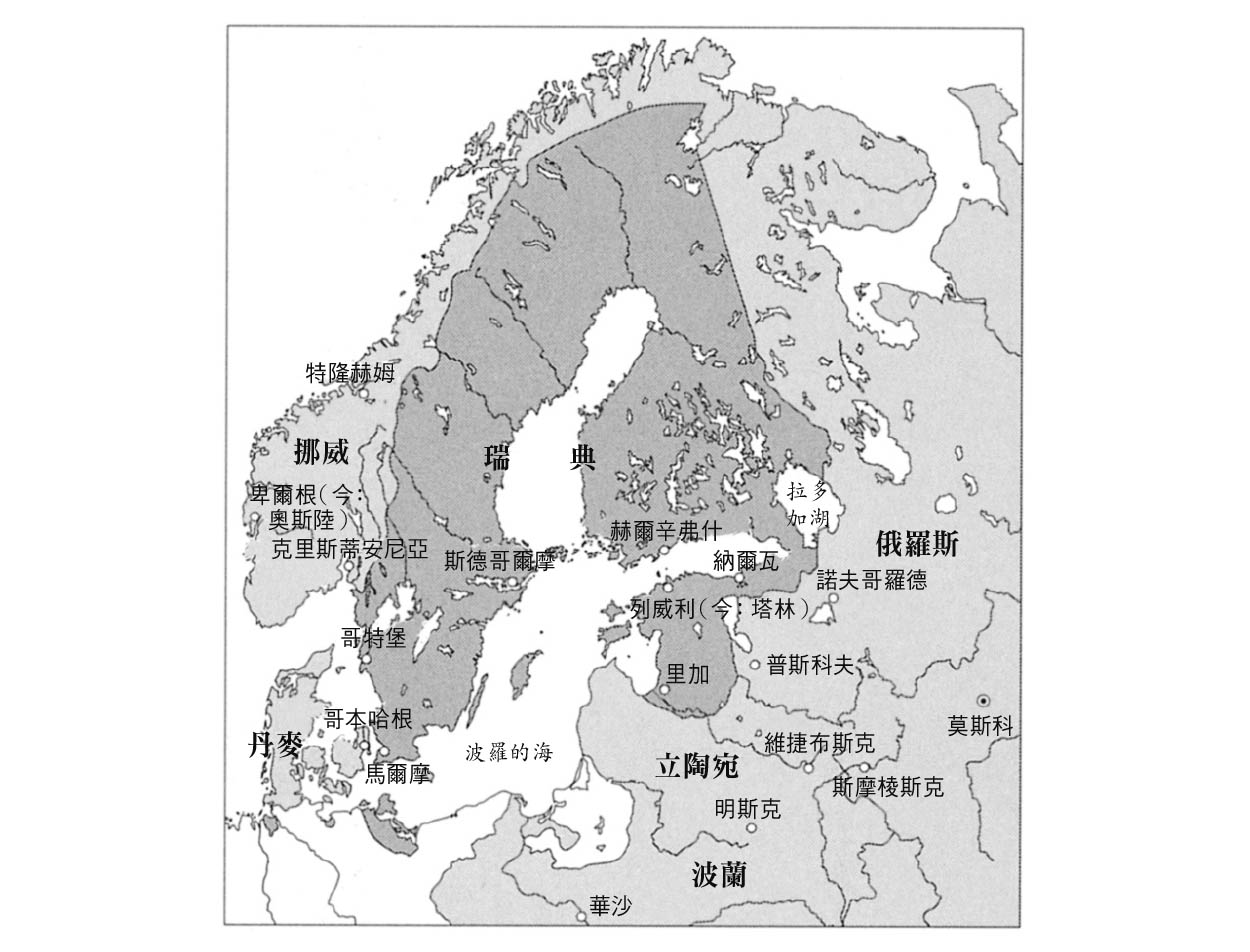 特隆赫姆
挪威
瑞典
卑爾根（今：
奧斯陸）
克里斯蒂安尼亞
斯德哥爾摩
赫爾辛弗什
拉多
加湖
俄羅斯
納爾瓦
諾夫哥羅德
列威利（今：塔林）
哥特堡
里加
普斯科夫
哥本哈根
丹麥
馬爾摩
波羅的海
莫斯科
維捷布斯克
立陶宛
斯摩棱斯克
明斯克
波蘭
華沙